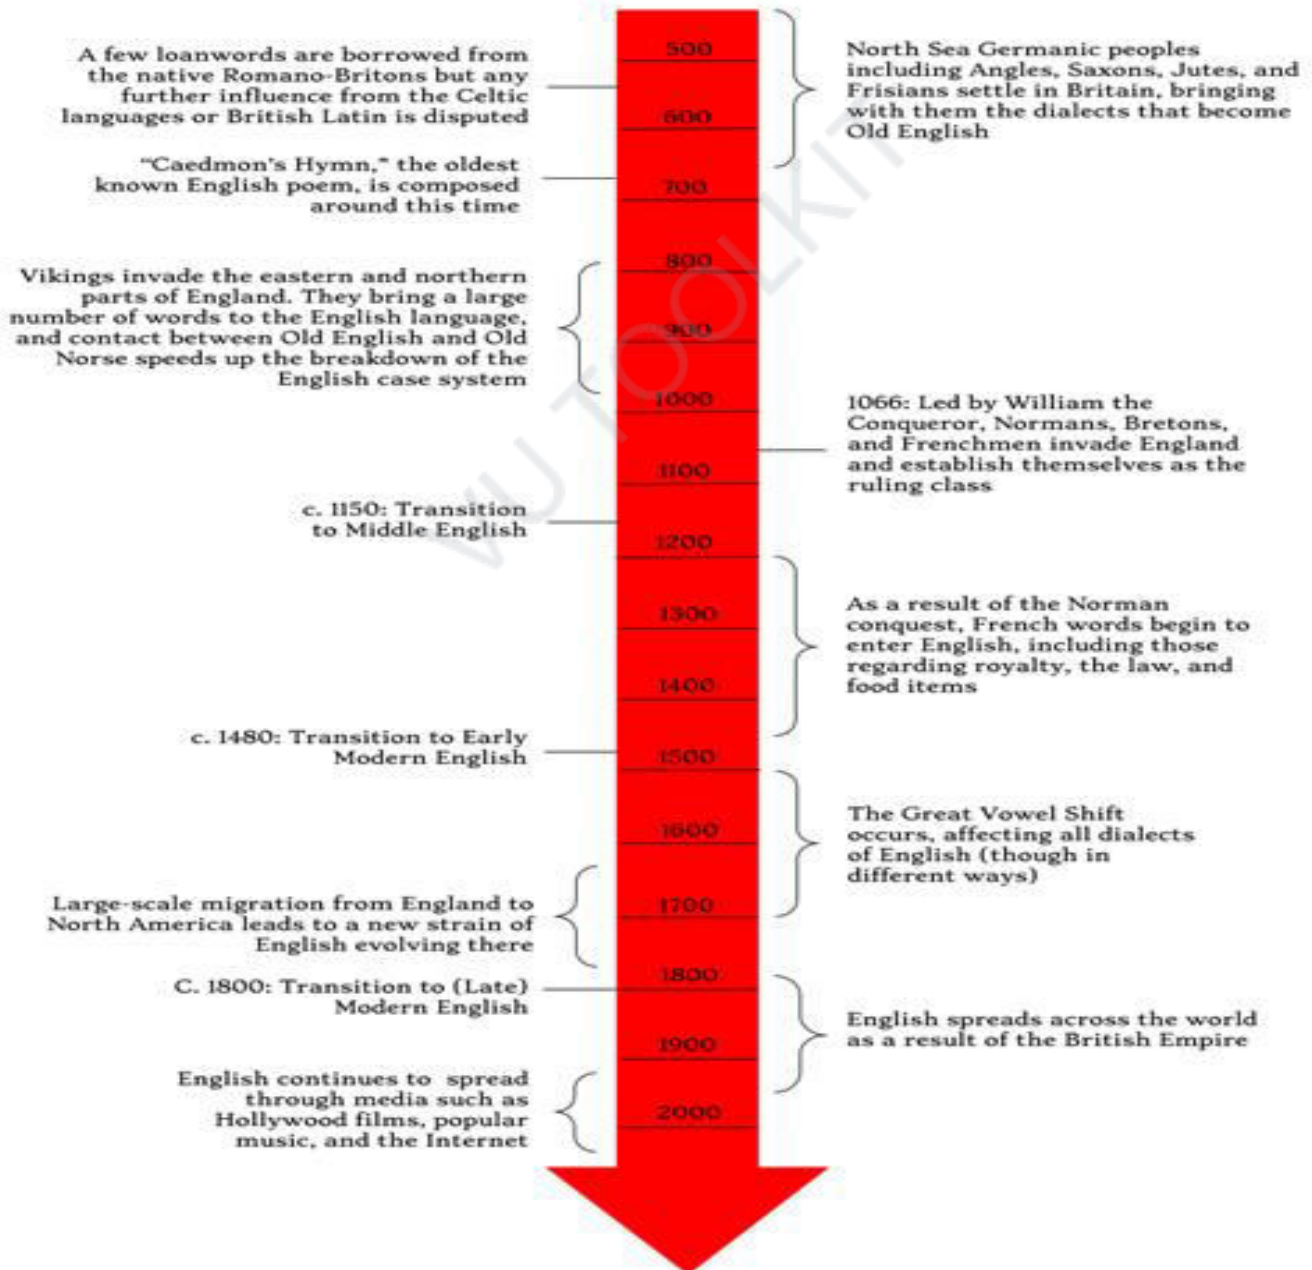 500
A few loanwords are borrowed from
the native Romano-Britons but any
further influence from the Celtic
languages or British Latin is disputed
North Sea Germanic peoples
including Angles, Saxons, Jutes, and
Frisians settle in Britain, bringing
with them the dialects that become
Old English
600
"Caedmon's Hymn," the oldest
known English poem, is composed
around this time
700
800
Vikings invade the eastern and northern
parts of England. They bring a large
number of words to the English language,
and contact between Old English and Old
Norse speeds up the breakdown of the
English case system
900
1000
1066: Led by William the
Conqueror, Normans, Bretons,
and Frenchmen invade England
and establish themselves as the
ruling class
1100
c. 1150: Transition
to Middle English
1200
1300
As a result of the Norman
conquest, French words begin to
enter English, including those
regarding royalty, the law, and
food items
1400
c. 1480: Transition to Early
Modern English
1500
1600
The Great Vowel Shift
occurs, affecting all dialects
of English (though in
different ways)
1700
Large-scale migration from England to
North America leads to a new strain of
English evolving there
1800
C. 1800: Transition to (Late)
Modern English
English spreads across the world
as a result of the British Empire
1900
English continues to spread
through media such as
Hollywood films, popular
music, and the Internet
2000
VU TOOLKIT